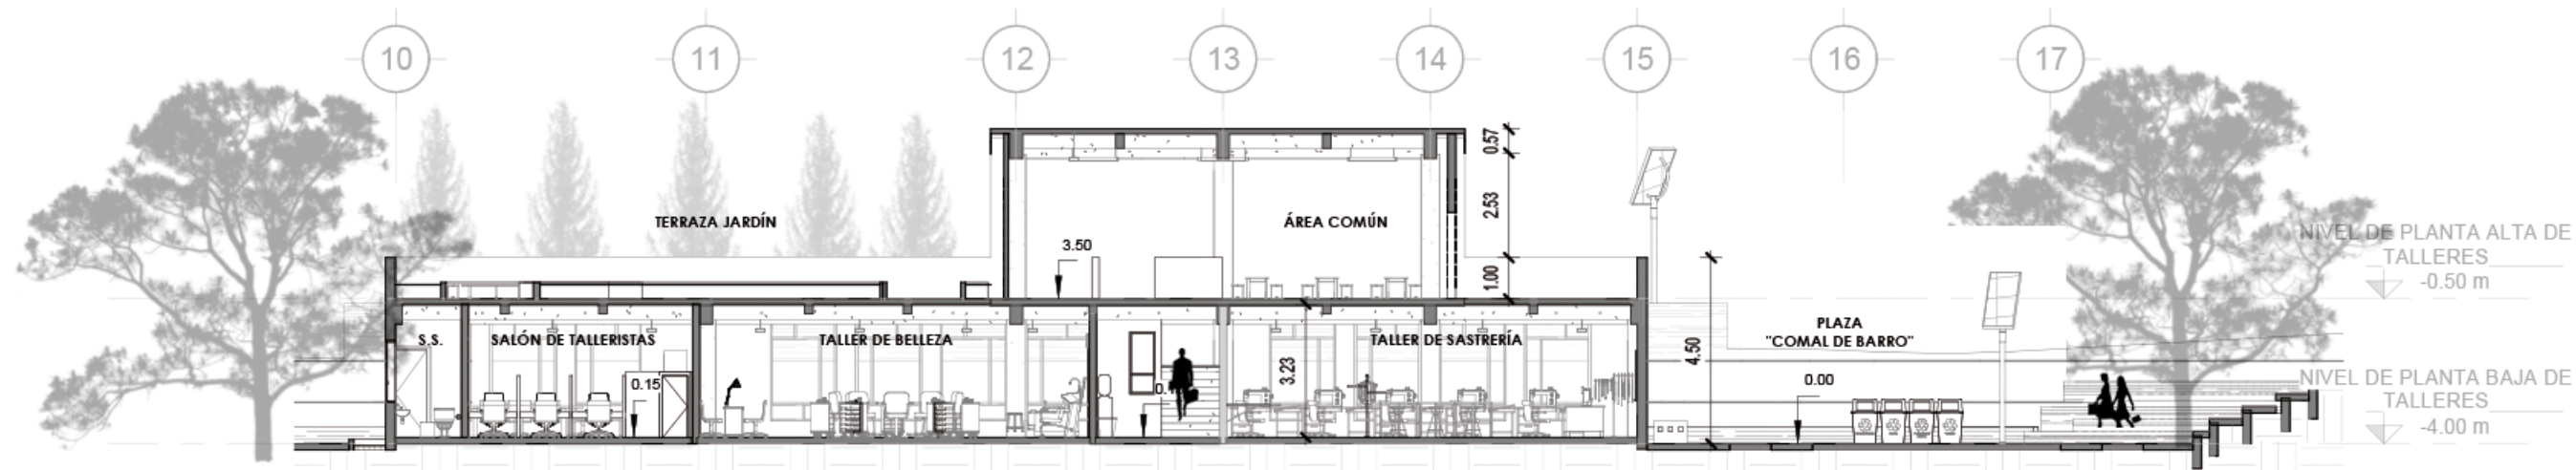 10
11
12
13
14
15
16
17
0.57
2.53
1.00
TERRAZA JARDÍN
ÁREA COMÚN
3.50
NIVEL DE PLANTA ALTA DE
TALLERES
-0.50 m
S.S.
SALÓN DE TALLERISTAS
TALLER DE BELLEZA
TALLER DE SASTRERÍA
PLAZA
"COMAL DE BARRO"
0.15
3.23
4.50
0.00
NIVEL DE PLANTA BAJA DE
TALLERES
-4.00 m